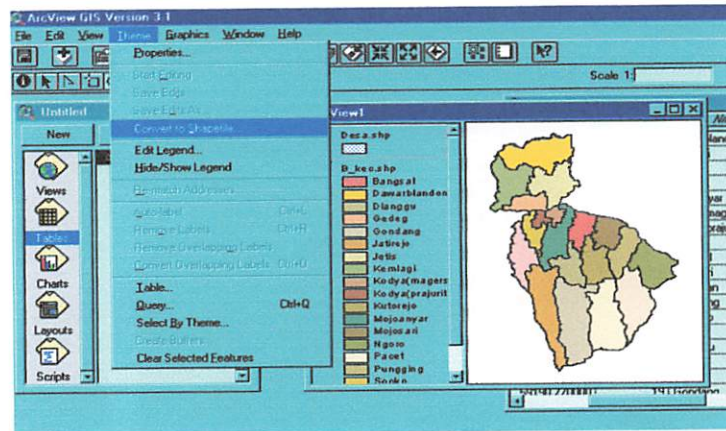 ArcView GIS Version 3.1
File Edit View Theme Graphics Window Help
Scale 1:
Properties...
Start Editing
Save Edits
Save Edits As
Convert to Shapefile...
Edit Legend...
Hide/Show Legend
Re-match Addresses
Auto-label Ctrl+L
Remove Labels Ctrl+R
Remove Overlapping Labels
Convert Overlapping Labels Ctrl+O
Table...
Query... Ctrl+Q
Select By Theme...
Create Buffers
Clear Selected Features
Untitled
New
Views
Tables
Charts
Layouts
Scripts
View1
Desa.shp
B_kec.shp
Bangsal
Dawarblandon
Dlanggu
Gedeg
Gondang
Jatirejo
Jetis
Kemlagi
Kodya(magers
Kodya(prajurit
Kutorejo
Mojoanyar
Mojosari
Ngoro
Pacet
Pungging
Sooko
19 Gondang